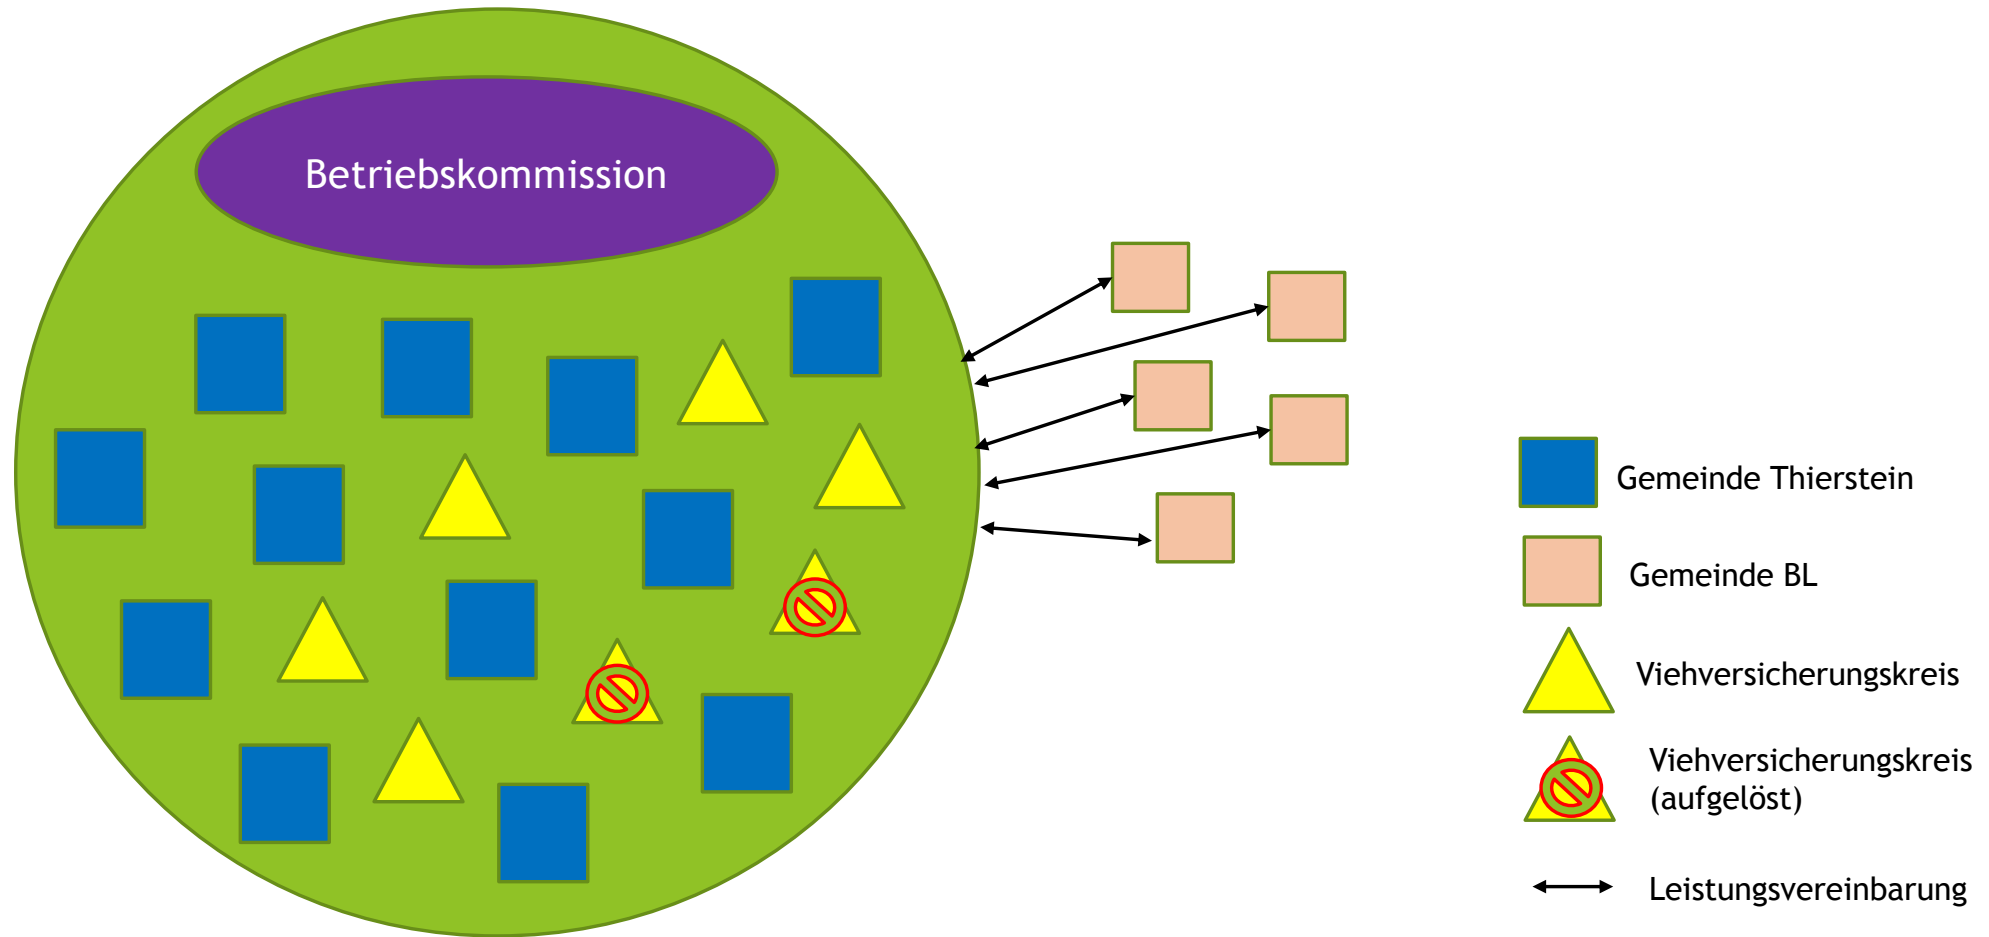 Betriebskommission
Gemeinde Thierstein
Gemeinde BL
Viehversicherungskreis
Viehversicherungskreis
(aufgelöst)
Leistungsvereinbarung